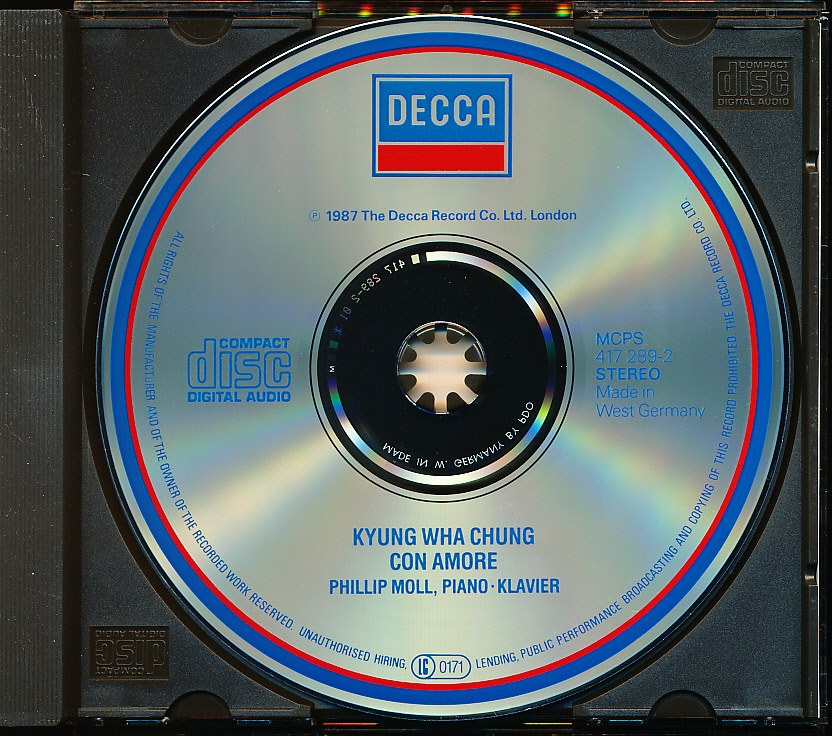 DECCA
COMPACT
disc
DIGITAL AUDIO
℗ 1987 The Decca Record Co. Ltd. London
417 289-2 01 *
COMPACT
disc
DIGITAL AUDIO
MCPS
417 289-2
STEREO
Made in
West Germany
M
MADE IN W. GERMANY BY PDO
KYUNG WHA CHUNG
CON AMORE
PHILLIP MOLL, PIANO · KLAVIER
ALL RIGHTS OF THE MANUFACTURER AND OF THE OWNER OF THE RECORDED WORK RESERVED. UNAUTHORISED HIRING, LC 0171 LENDING, PUBLIC PERFORMANCE BROADCASTING AND COPYING OF THIS RECORD PROHIBITED. THE DECCA RECORD CO. LTD.
COMPACT
disc
DIGITAL AUDIO